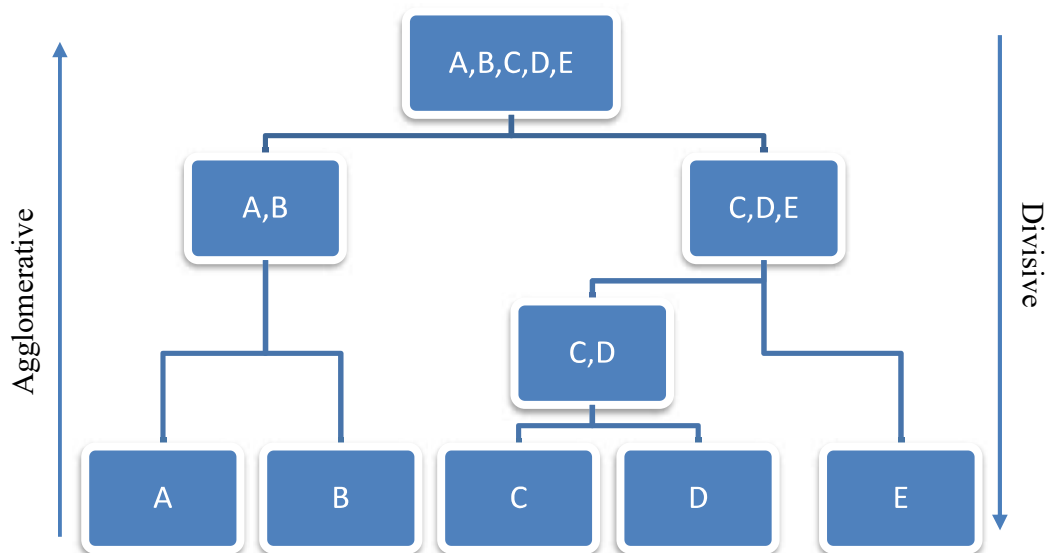 A,B,C,D,E
A,B
C,D,E
C,D
A
B
C
D
E
Agglomerative
Divisive